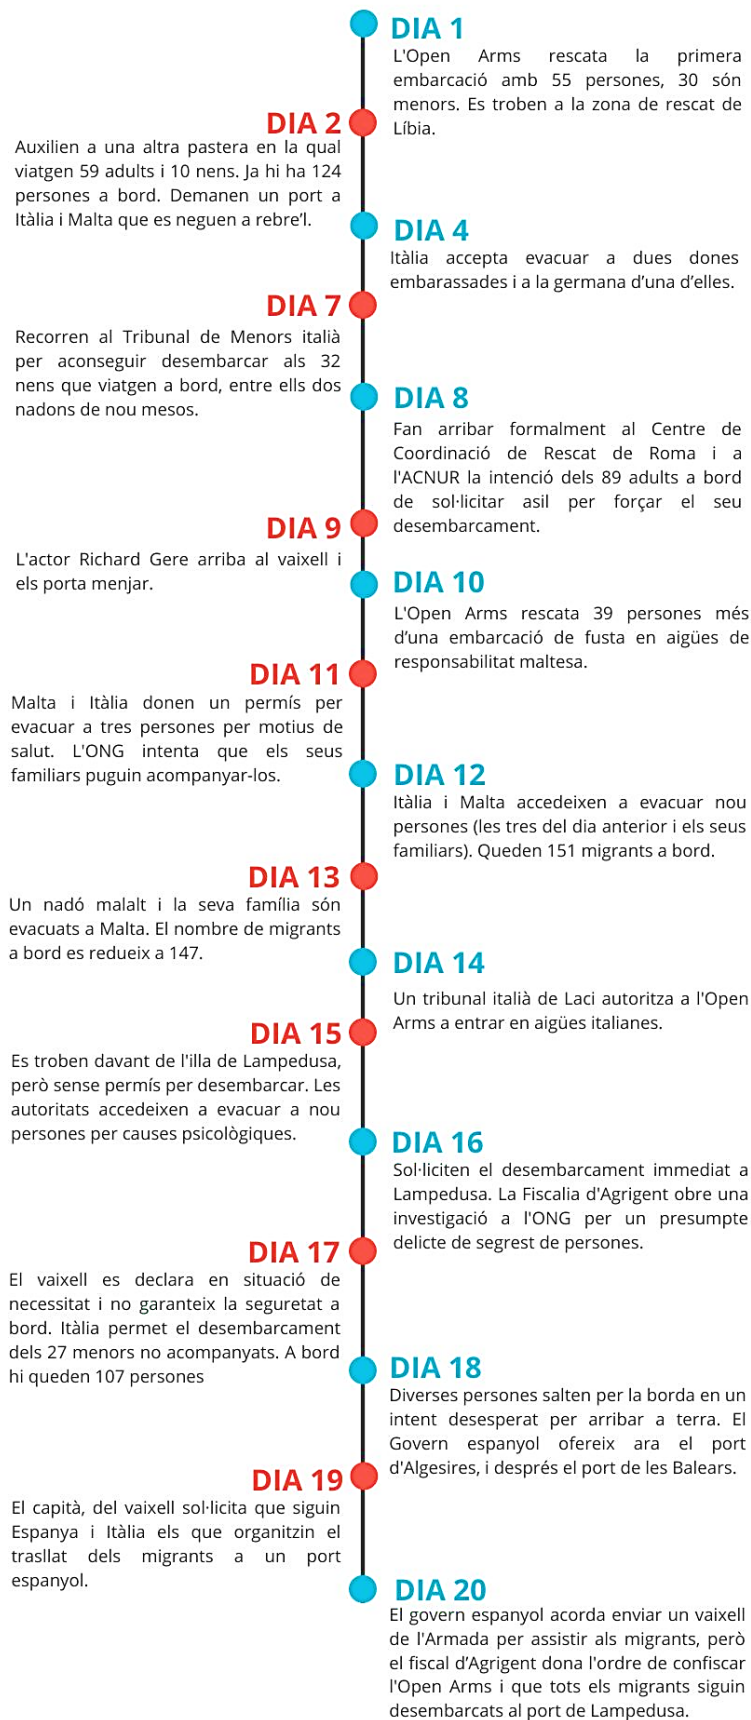 DIA 1
L'Open Arms rescata la primera
embarcació amb 55 persones, 30 són
menors. Es troben a la zona de rescat de
Líbia.
DIA 2
Auxilien a una altra pastera en la qual
viatgen 59 adults i 10 nens. Ja hi ha 124
persones a bord. Demanen un port a
Itàlia i Malta que es neguen a rebre’l.
DIA 4
Itàlia accepta evacuar a dues dones
embarassades i a la germana d’una d’elles.
DIA 7
Recorren al Tribunal de Menors italià
per aconseguir desembarcar als 32
nens que viatgen a bord, entre ells dos
nadons de nou mesos.
DIA 8
Fan arribar formalment al Centre de
Coordinació de Rescat de Roma i a
l'ACNUR la intenció dels 89 adults a bord
de sol·licitar asil per forçar el seu
desembarcament.
DIA 9
L'actor Richard Gere arriba al vaixell i
els porta menjar.
DIA 10
L'Open Arms rescata 39 persones més
d’una embarcació de fusta en aigües de
responsabilitat maltesa.
DIA 11
Malta i Itàlia donen un permís per
evacuar a tres persones per motius de
salut. L'ONG intenta que els seus
familiars puguin acompanyar-los.
DIA 12
Itàlia i Malta accedeixen a evacuar nou
persones (les tres del dia anterior i els seus
familiars). Queden 151 migrants a bord.
DIA 13
Un nadó malalt i la seva família són
evacuats a Malta. El nombre de migrants
a bord es redueix a 147.
DIA 14
Un tribunal italià de Laci autoritza a l'Open
Arms a entrar en aigües italianes.
DIA 15
Es troben davant de l'illa de Lampedusa,
però sense permís per desembarcar. Les
autoritats accedeixen a evacuar a nou
persones per causes psicològiques.
DIA 16
Sol·liciten el desembarcament immediat a
Lampedusa. La Fiscalia d'Agrigent obre una
investigació a l'ONG per un presumpte
delicte de segrest de persones.
DIA 17
El vaixell es declara en situació de
necessitat i no garanteix la seguretat a
bord. Itàlia permet el desembarcament
dels 27 menors no acompanyats. A bord
hi queden 107 persones
DIA 18
Diverses persones salten per la borda en un
intent desesperat per arribar a terra. El
Govern espanyol ofereix ara el port
d'Algesires, i després el port de les Balears.
DIA 19
El capità, del vaixell sol·licita que siguin
Espanya i Itàlia els que organitzin el
trasllat dels migrants a un port
espanyol.
DIA 20
El govern espanyol acorda enviar un vaixell
de l'Armada per assistir als migrants, però
el fiscal d’Agrigent dona l'ordre de confiscar
l'Open Arms i que tots els migrants siguin
desembarcats al port de Lampedusa.